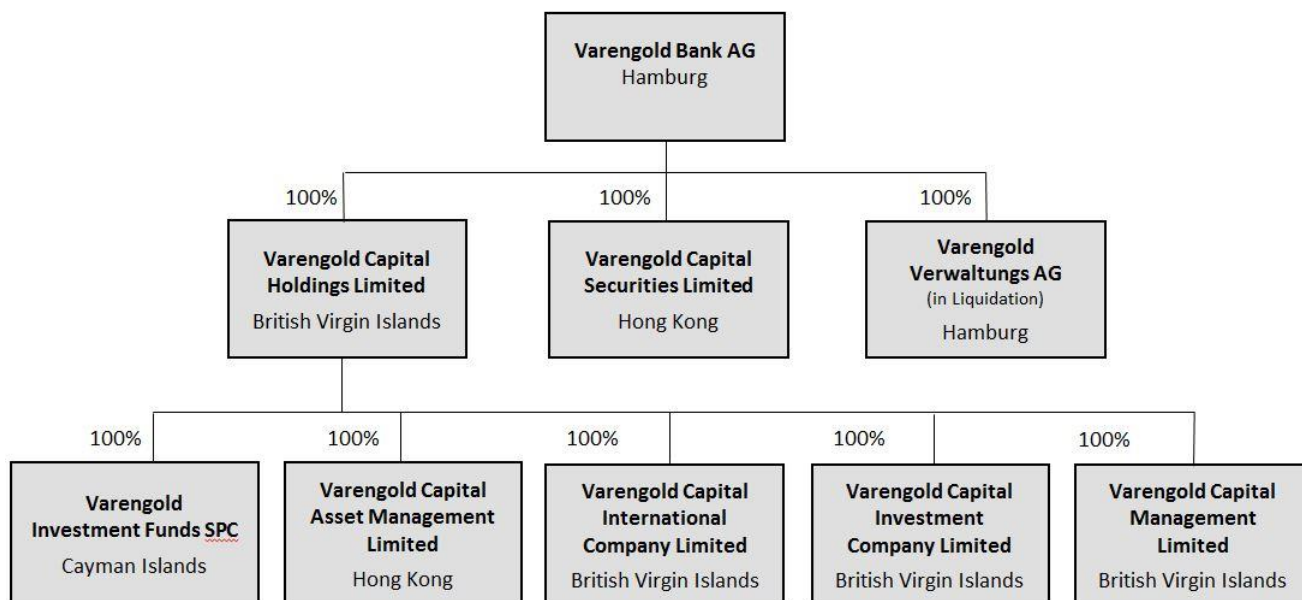 Varengold Bank AG
Hamburg
100%
100%
100%
Varengold Capital
Holdings Limited
British Virgin Islands
Varengold Capital
Securities Limited
Hong Kong
Varengold
Verwaltungs AG
(in Liquidation)
Hamburg
100%
100%
100%
100%
100%
Varengold
Investment Funds SPC
Cayman Islands
Varengold Capital
Asset Management
Limited
Hong Kong
Varengold Capital
International
Company Limited
British Virgin Islands
Varengold Capital
Investment
Company Limited
British Virgin Islands
Varengold Capital
Management
Limited
British Virgin Islands